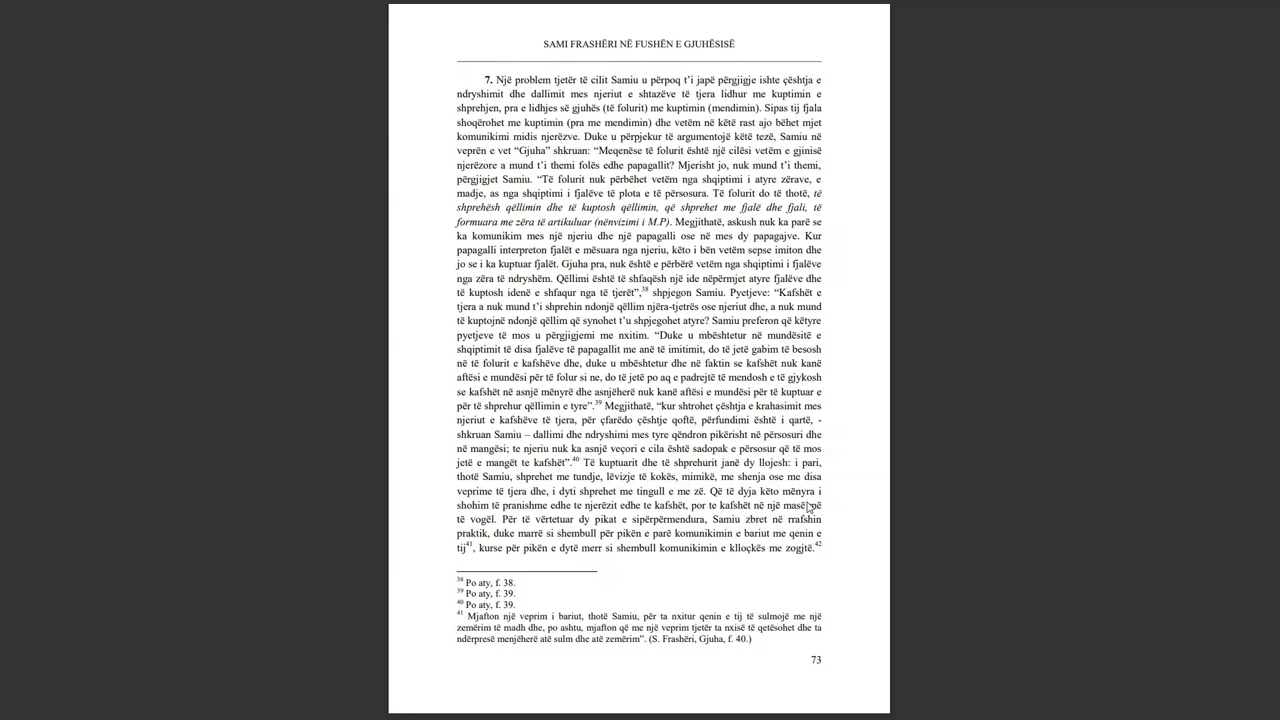 SAMI FRASHËRI NË FUSHËN E GJUHËSISË
7. Një problem tjetër të cilit Samiu u përpoq t’i japë përgjigje ishte çështja e
ndryshimit dhe dallimit mes njeriut e shtazëve të tjera lidhur me kuptimin e
shprehjen, pra e lidhjes së gjuhës (të folurit) me kuptimin (mendimin). Sipas tij fjala
shoqërohet me kuptimin (pra me mendimin) dhe vetëm në këtë rast ajo bëhet mjet
komunikimi midis njerëzve. Duke u përpjekur të argumentojë këtë tezë, Samiu në
veprën e vet “Gjuha” shkruan: “Meqenëse të folurit është një cilësi vetëm e gjinisë
njerëzore a mund t’i themi folës edhe papagallit? Mjerisht jo, nuk mund t’i themi,
përgjigjet Samiu. “Të folurit nuk përbëhet vetëm nga shqiptimi i atyre zërave, e
madje, as nga shqiptimi i fjalëve të plota e të përsosura. Të folurit do të thotë, të
shprehësh qëllimin dhe të kuptosh qëllimin, që shprehet me fjalë dhe fjali, të
formuara me zëra të artikuluar (nënvizimi i M.P). Megjithatë, askush nuk ka parë se
ka komunikim mes një njeriu dhe një papagalli ose në mes dy papagajve. Kur
papagalli interpreton fjalët e mësuara nga njeriu, këto i bën vetëm sepse imiton dhe
jo se i ka kuptuar fjalët. Gjuha pra, nuk është e përbërë vetëm nga shqiptimi i fjalëve
nga zëra të ndryshëm. Qëllimi është të shfaqësh një ide nëpërmjet atyre fjalëve dhe
të kuptosh idenë e shfaqur nga të tjerët”,38 shpjegon Samiu. Pyetjeve: “Kafshët e
tjera a nuk mund t’i shprehin ndonjë qëllim njëra-tjetrës ose njeriut dhe, a nuk mund
të kuptojnë ndonjë qëllim që synohet t’u shpjegohet atyre? Samiu preferon që këtyre
pyetjeve të mos u përgjigjemi me nxitim. “Duke u mbështetur në mundësitë e
shqiptimit të disa fjalëve të papagallit me anë të imitimit, do të jetë gabim të besosh
në të folurit e kafshëve dhe, duke u mbështetur dhe në faktin se kafshët nuk kanë
aftësi e mundësi për të folur si ne, do të jetë po aq e padrejtë të mendosh e të gjykosh
se kafshët në asnjë mënyrë dhe asnjëherë nuk kanë aftësi e mundësi për të kuptuar e
për të shprehur qëllimin e tyre”.39 Megjithatë, “kur shtrohet çështja e krahasimit mes
njeriut e kafshëve të tjera, për çfarëdo çështje qoftë, përfundimi është i qartë, -
shkruan Samiu – dallimi dhe ndryshimi mes tyre qëndron pikërisht në përsosuri dhe
në mangësi; te njeriu nuk ka asnjë veçori e cila është sadopak e përsosur që të mos
jetë e mangët te kafshët”.40 Të kuptuarit dhe të shprehurit janë dy llojesh: i pari,
thotë Samiu, shprehet me tundje, lëvizje të kokës, mimikë, me shenja ose me disa
veprime të tjera dhe, i dyti shprehet me tingull e me zë. Që të dyja këto mënyra i
shohim të pranishme edhe te njerëzit edhe te kafshët, por te kafshët në një masë më
të vogël. Për të vërtetuar dy pikat e sipërpërmendura, Samiu zbret në rrafshin
praktik, duke marrë si shembull për pikën e parë komunikimin e bariut me qenin e
tij41, kurse për pikën e dytë merr si shembull komunikimin e klloçkës me zogjtë.42
38 Po aty, f. 38.
39 Po aty, f. 39.
40 Po aty, f. 39.
41 Mjafton një veprim i bariut, thotë Samiu, për ta nxitur qenin e tij të sulmojë me një
zemërim të madh dhe, po ashtu, mjafton që me një veprim tjetër ta nxisë të qetësohet dhe ta
ndërpresë menjëherë atë sulm dhe atë zemërim”. (S. Frashëri, Gjuha, f. 40.)
73